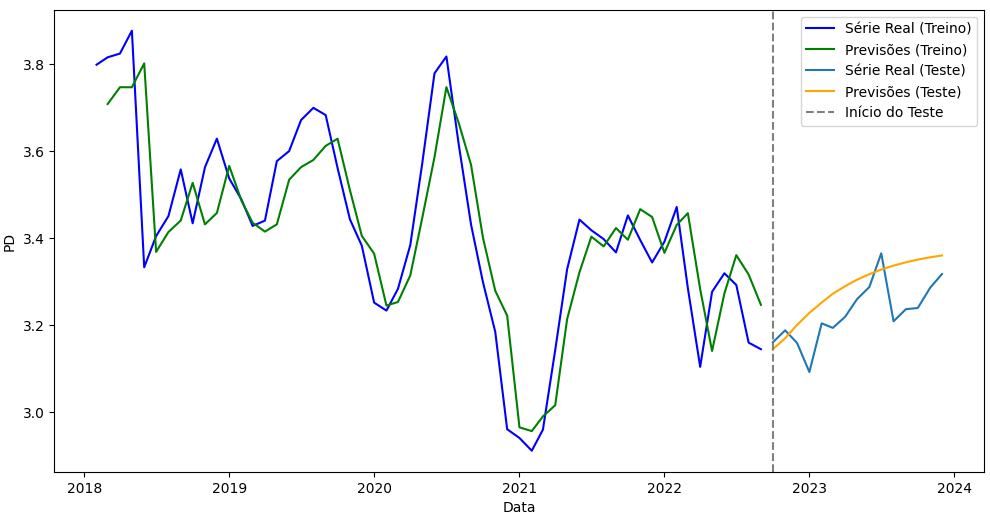 Série Real (Treino)
Previsões (Treino)
Série Real (Teste)
Previsões (Teste)
Início do Teste
3.8
3.6
3.4
3.2
3.0
PD
2018 2019 2020 2021 2022 2023 2024
Data